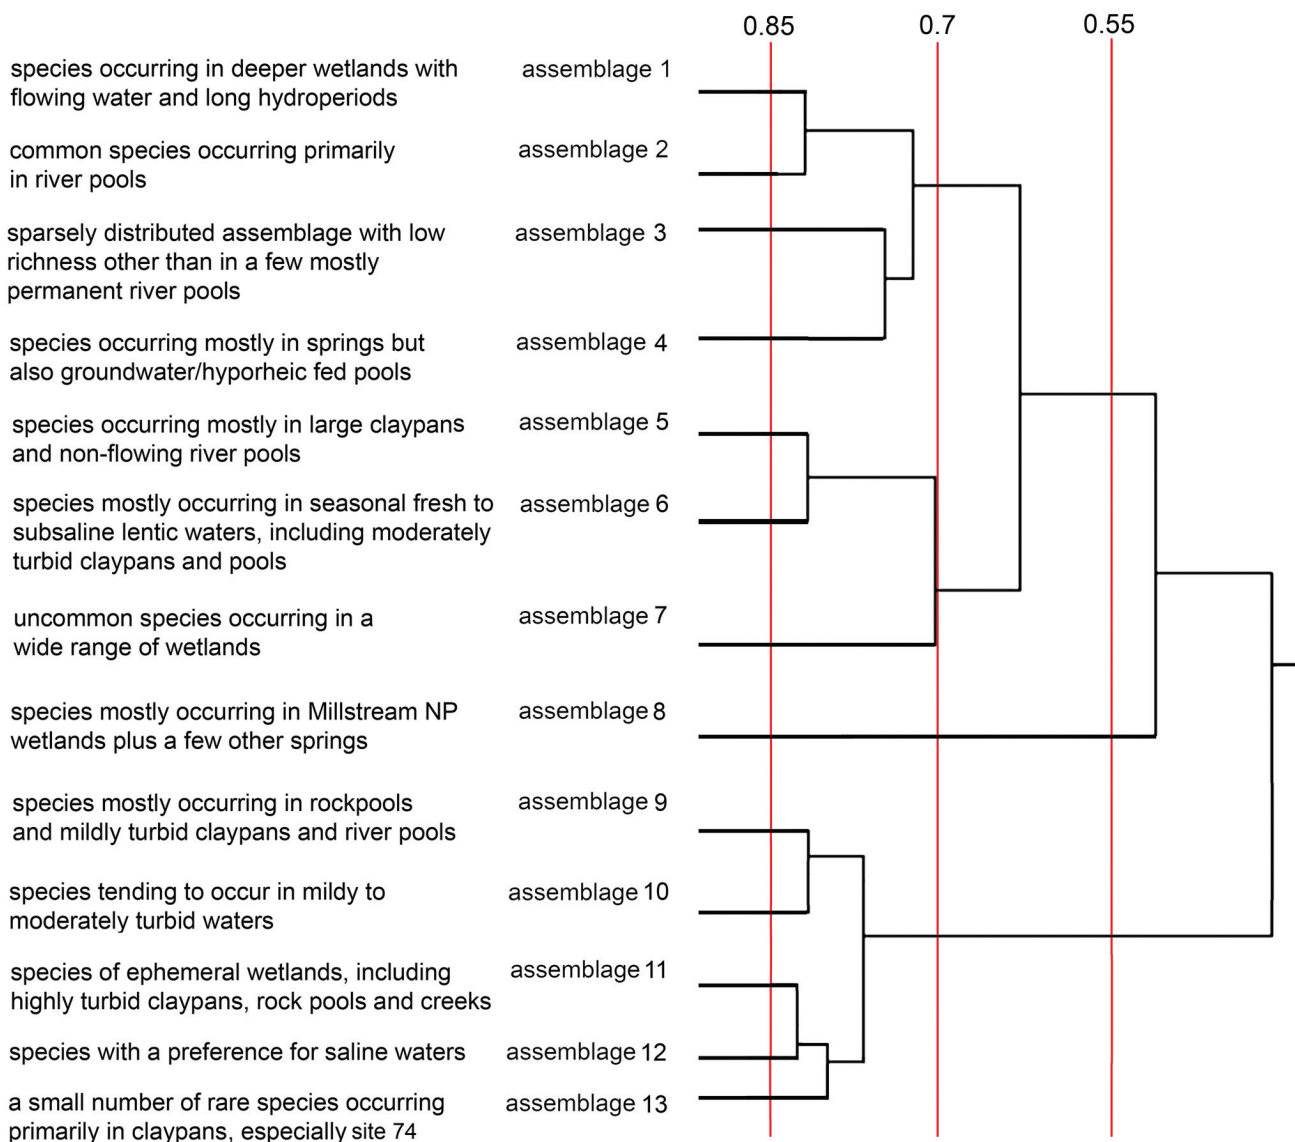 0.85 0.7 0.55
species occurring in deeper wetlands with assemblage 1
flowing water and long hydroperiods
common species occurring primarily assemblage 2
in river pools
sparsely distributed assemblage with low assemblage 3
richness other than in a few mostly
permanent river pools
species occurring mostly in springs but assemblage 4
also groundwater/hyporheic fed pools
species occurring mostly in large claypans assemblage 5
and non-flowing river pools
species mostly occurring in seasonal fresh to assemblage 6
subsaline lentic waters, including moderately
turbid claypans and pools
uncommon species occurring in a assemblage 7
wide range of wetlands
species mostly occurring in Millstream NP assemblage 8
wetlands plus a few other springs
species mostly occurring in rockpools assemblage 9
and mildly turbid claypans and river pools
species tending to occur in mildy to assemblage 10
moderately turbid waters
species of ephemeral wetlands, including assemblage 11
highly turbid claypans, rock pools and creeks
species with a preference for saline waters assemblage 12
a small number of rare species occurring assemblage 13
primarily in claypans, especially site 74